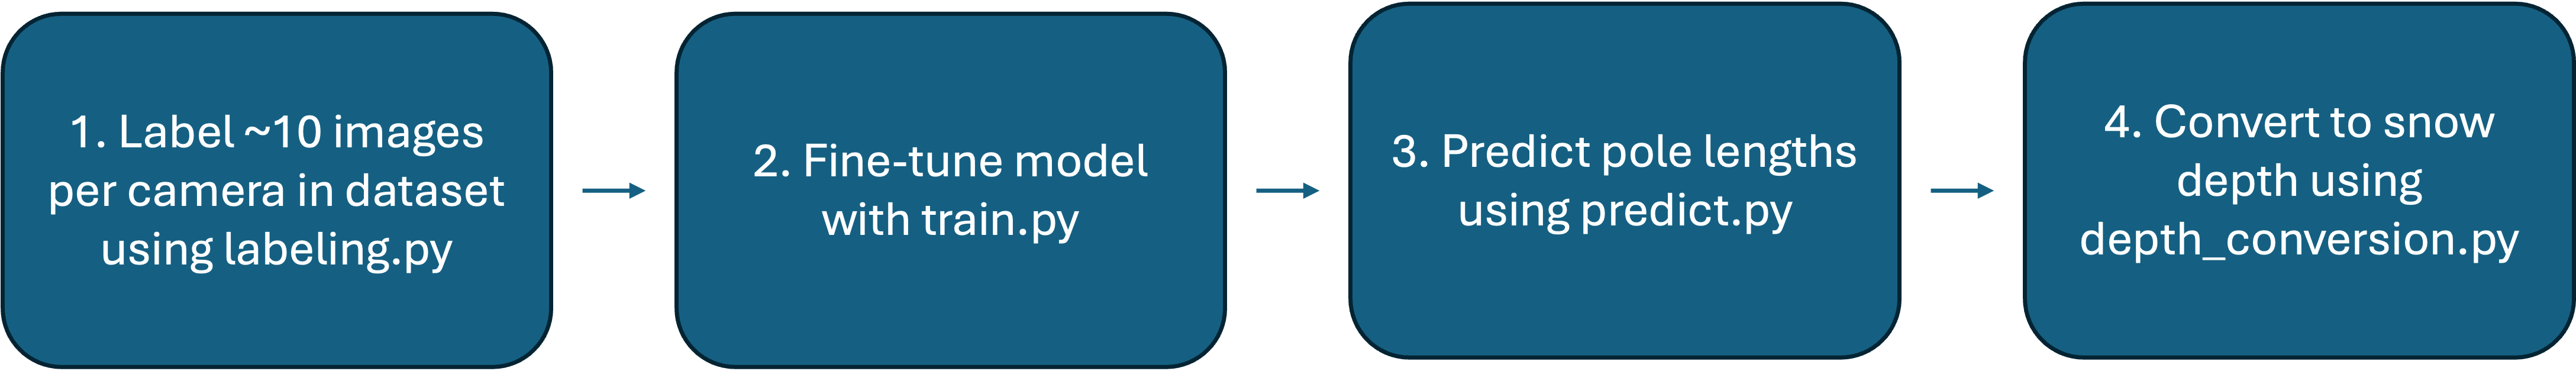 1. Label ~10 images
per camera in dataset
using labeling.py
2. Fine-tune model
with train.py
3. Predict pole lengths
using predict.py
4. Convert to snow
depth using
depth_conversion.py